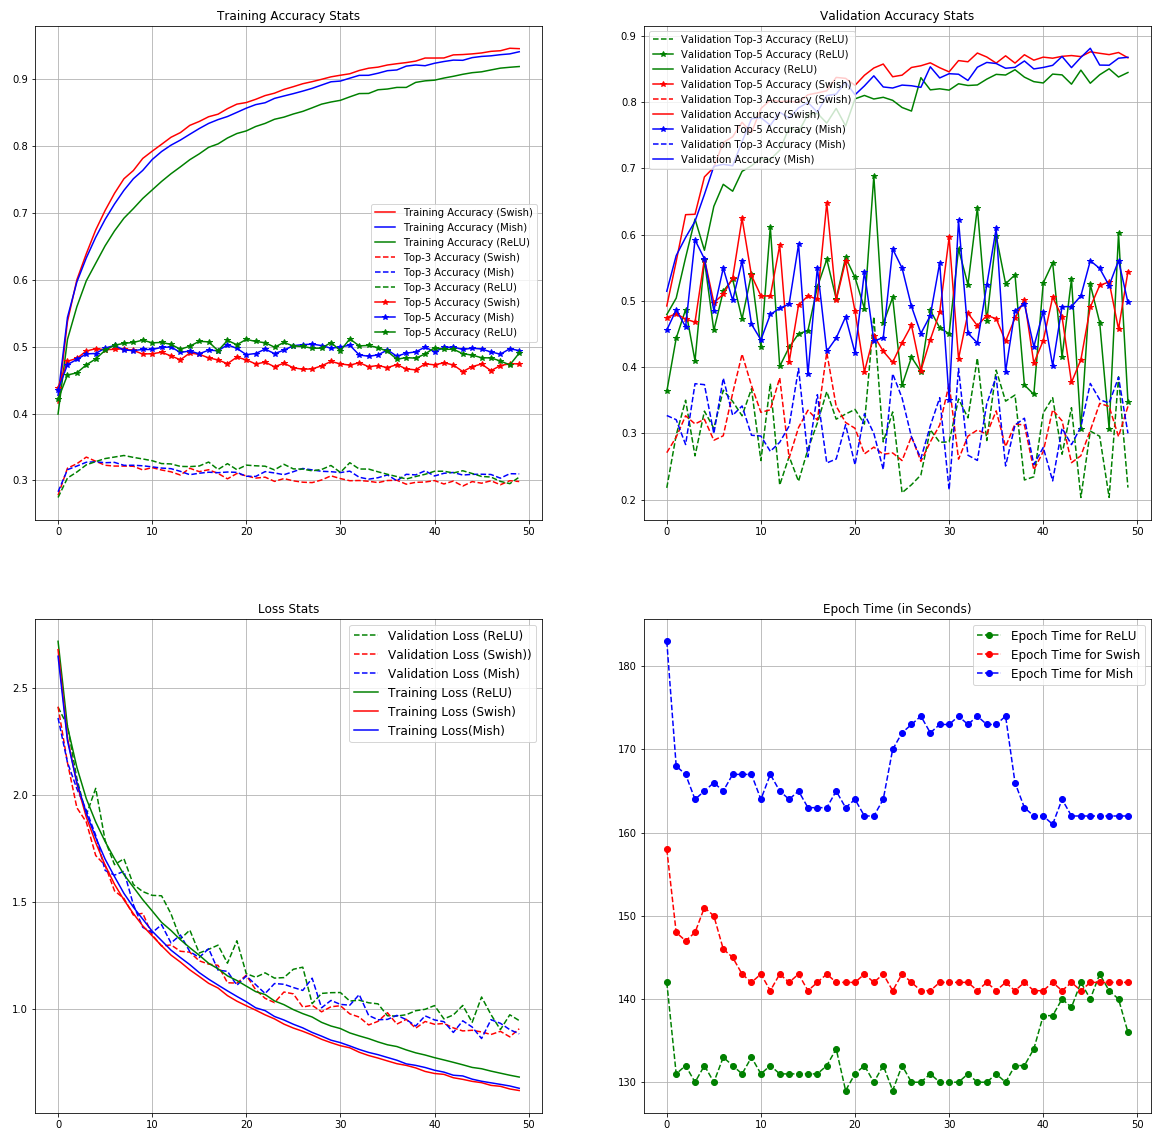 Training Accuracy Stats
0.9
0.8
0.7
0.6
0.5
0.4
0.3
Training Accuracy (Swish)
Training Accuracy (Mish)
Training Accuracy (ReLU)
Top-3 Accuracy (Swish)
Top-3 Accuracy (Mish)
Top-3 Accuracy (ReLU)
Top-5 Accuracy (Swish)
Top-5 Accuracy (Mish)
Top-5 Accuracy (ReLU)
0 10 20 30 40 50
Validation Accuracy Stats
0.9
0.8
0.7
0.6
0.5
0.4
0.3
0.2
Validation Top-3 Accuracy (ReLU)
Validation Top-5 Accuracy (ReLU)
Validation Accuracy (ReLU)
Validation Top-5 Accuracy (Swish)
Validation Top-3 Accuracy (Swish)
Validation Accuracy (Swish)
Validation Top-5 Accuracy (Mish)
Validation Top-3 Accuracy (Mish)
Validation Accuracy (Mish)
0 10 20 30 40 50
Loss Stats
2.5
2.0
1.5
1.0
Validation Loss (ReLU)
Validation Loss (Swish))
Validation Loss (Mish)
Training Loss (ReLU)
Training Loss (Swish)
Training Loss(Mish)
0 10 20 30 40 50
Epoch Time (in Seconds)
180
170
160
150
140
130
Epoch Time for ReLU
Epoch Time for Swish
Epoch Time for Mish
0 10 20 30 40 50